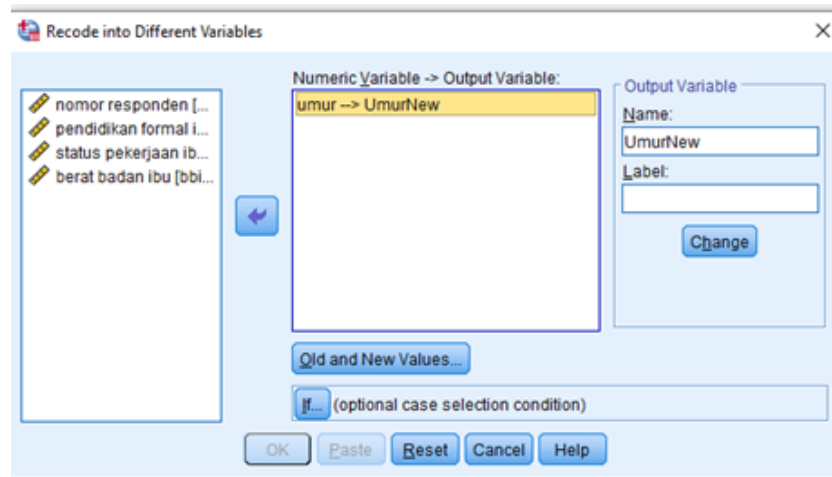 Recode into Different Variables
nomor responden [...
pendidikan formal i...
status pekerjaan ib...
berat badan ibu [bbi...
Numeric Variable -> Output Variable:
umur --> UmurNew
Output Variable
Name:
UmurNew
Label:
Change
Old and New Values...
If... (optional case selection condition)
OK Paste Reset Cancel Help